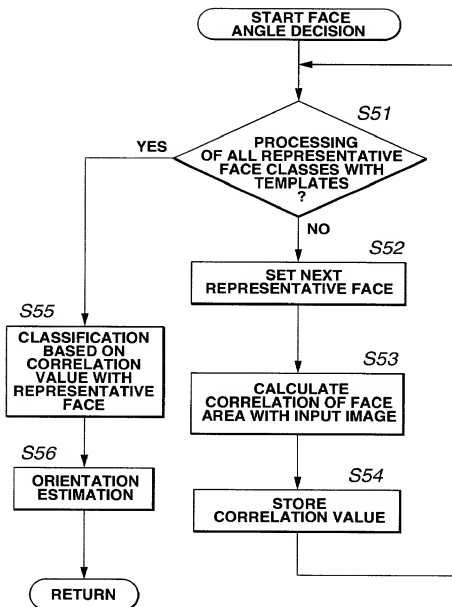 START FACE
ANGLE DECISION
S51
PROCESSING
OF ALL REPRESENTATIVE
FACE CLASSES WITH
TEMPLATES
?
YES
NO
S52
SET NEXT
REPRESENTATIVE FACE
S53
CALCULATE
CORRELATION OF FACE
AREA WITH INPUT IMAGE
S54
STORE
CORRELATION VALUE
S55
CLASSIFICATION
BASED ON
CORRELATION
VALUE WITH
REPRESENTATIVE
FACE
S56
ORIENTATION
ESTIMATION
RETURN